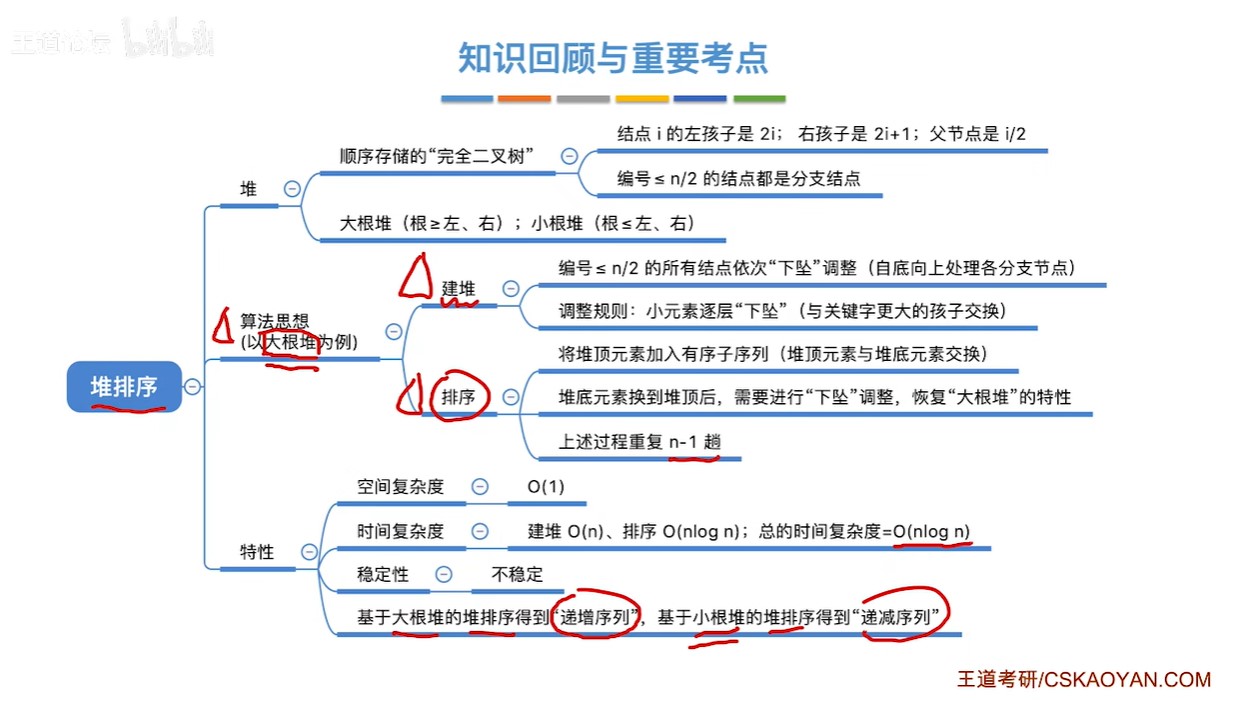 王道论坛 bilibili
知识回顾与重要考点
堆排序
堆
顺序存储的“完全二叉树”
结点 i 的左孩子是 2i； 右孩子是 2i+1；父节点是 i/2
编号≤ n/2 的结点都是分支结点
大根堆（根≥左、右）；小根堆（根≤左、右）
算法思想
(以大根堆为例)
建堆
编号≤ n/2 的所有结点依次“下坠”调整（自底向上处理各分支节点）
调整规则：小元素逐层“下坠”（与关键字更大的孩子交换）
排序
将堆顶元素加入有序子序列（堆顶元素与堆底元素交换）
堆底元素换到堆顶后，需要进行“下坠”调整，恢复“大根堆”的特性
上述过程重复 n-1 趟
特性
空间复杂度
O(1)
时间复杂度
建堆 O(n)、排序 O(nlog n)；总的时间复杂度=O(nlog n)
稳定性
不稳定
基于大根堆的堆排序得到“递增序列”，基于小根堆的堆排序得到“递减序列”
王道考研/CSKAOYAN.COM